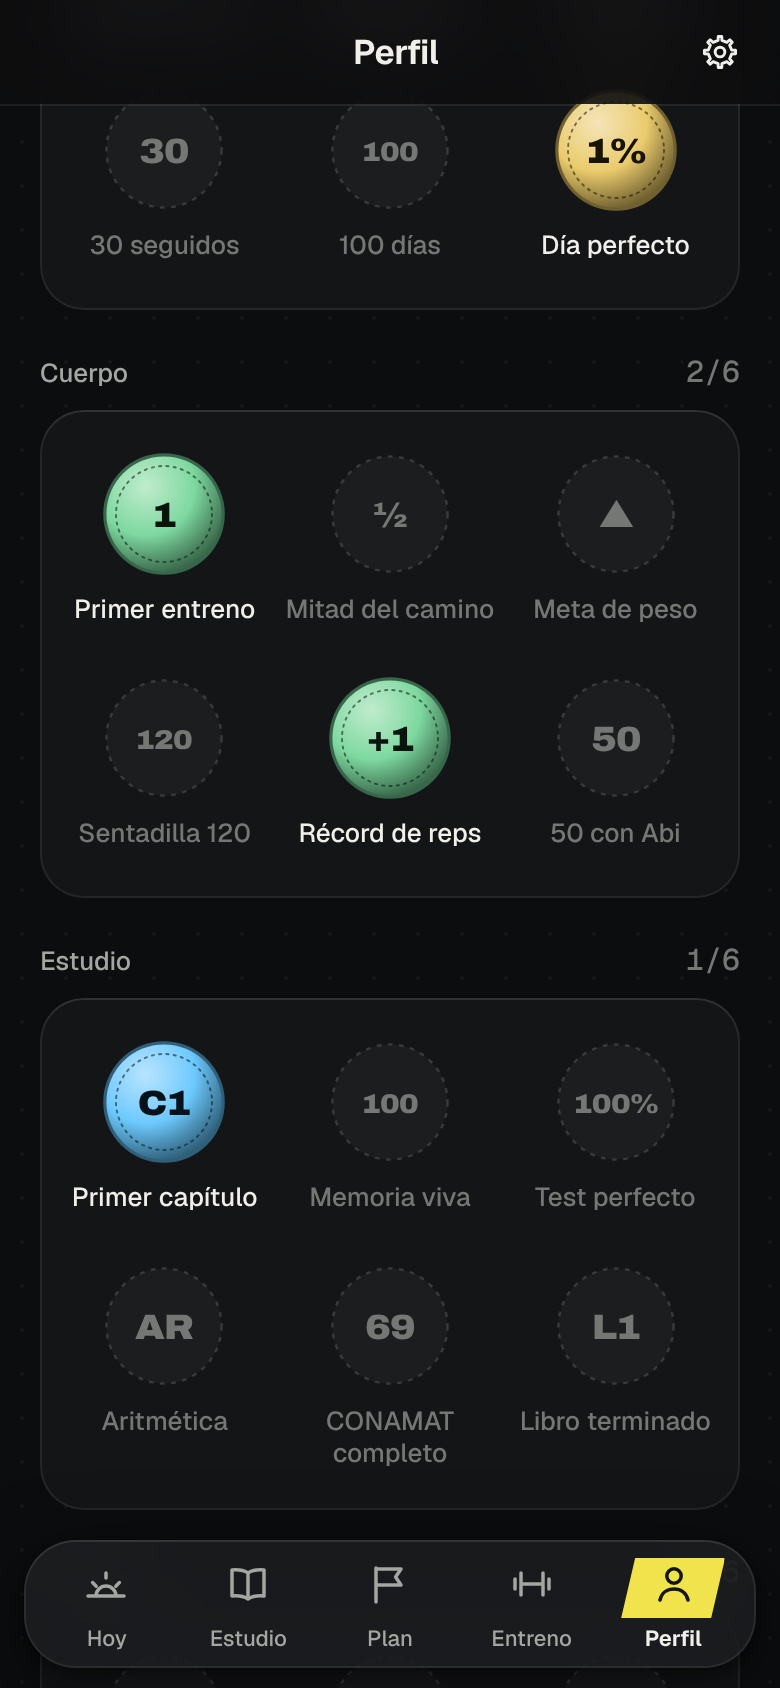 Perfil
30
100
1%
30 seguidos
100 días
Día perfecto
Cuerpo
2/6
1
½
Primer entreno
Mitad del camino
Meta de peso
120
+1
50
Sentadilla 120
Récord de reps
50 con Abi
Estudio
1/6
C1
100
100%
Primer capítulo
Memoria viva
Test perfecto
AR
69
L1
Aritmética
CONAMAT
completo
Libro terminado
Hoy
Estudio
Plan
Entreno
Perfil